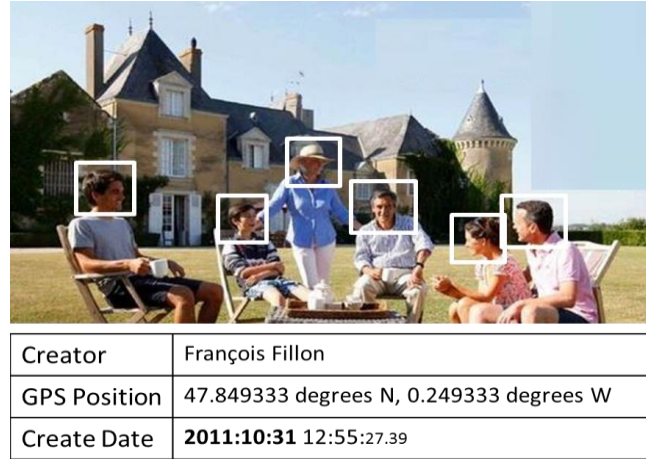 Creator François Fillon
GPS Position 47.849333 degrees N, 0.249333 degrees W
Create Date 2011:10:31 12:55:27.39